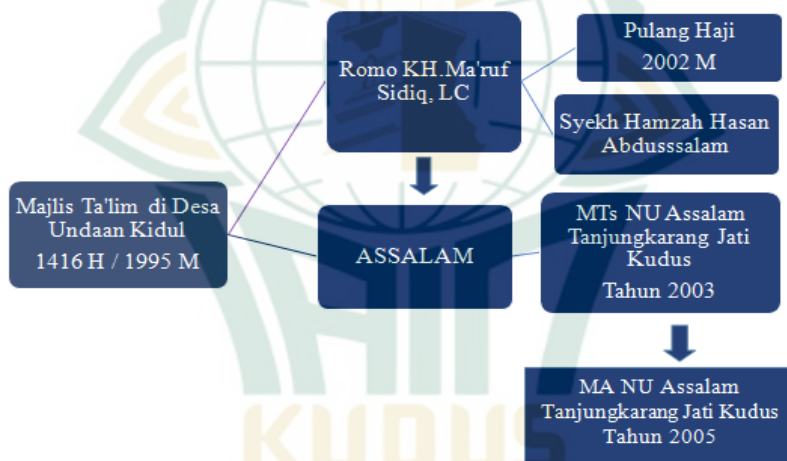 Majlis Ta'lim di Desa
Undaan Kidul
1416 H / 1995 M
Romo KH.Ma'ruf
Sidiq, LC
Pulang Haji
2002 M
Syekh Hamzah Hasan
Abdusssalam
ASSALAM
MTs NU Assalam
Tanjungkarang Jati
Kudus
Tahun 2003
MA NU Assalam
Tanjungkarang Jati Kudus
Tahun 2005
KUDUS